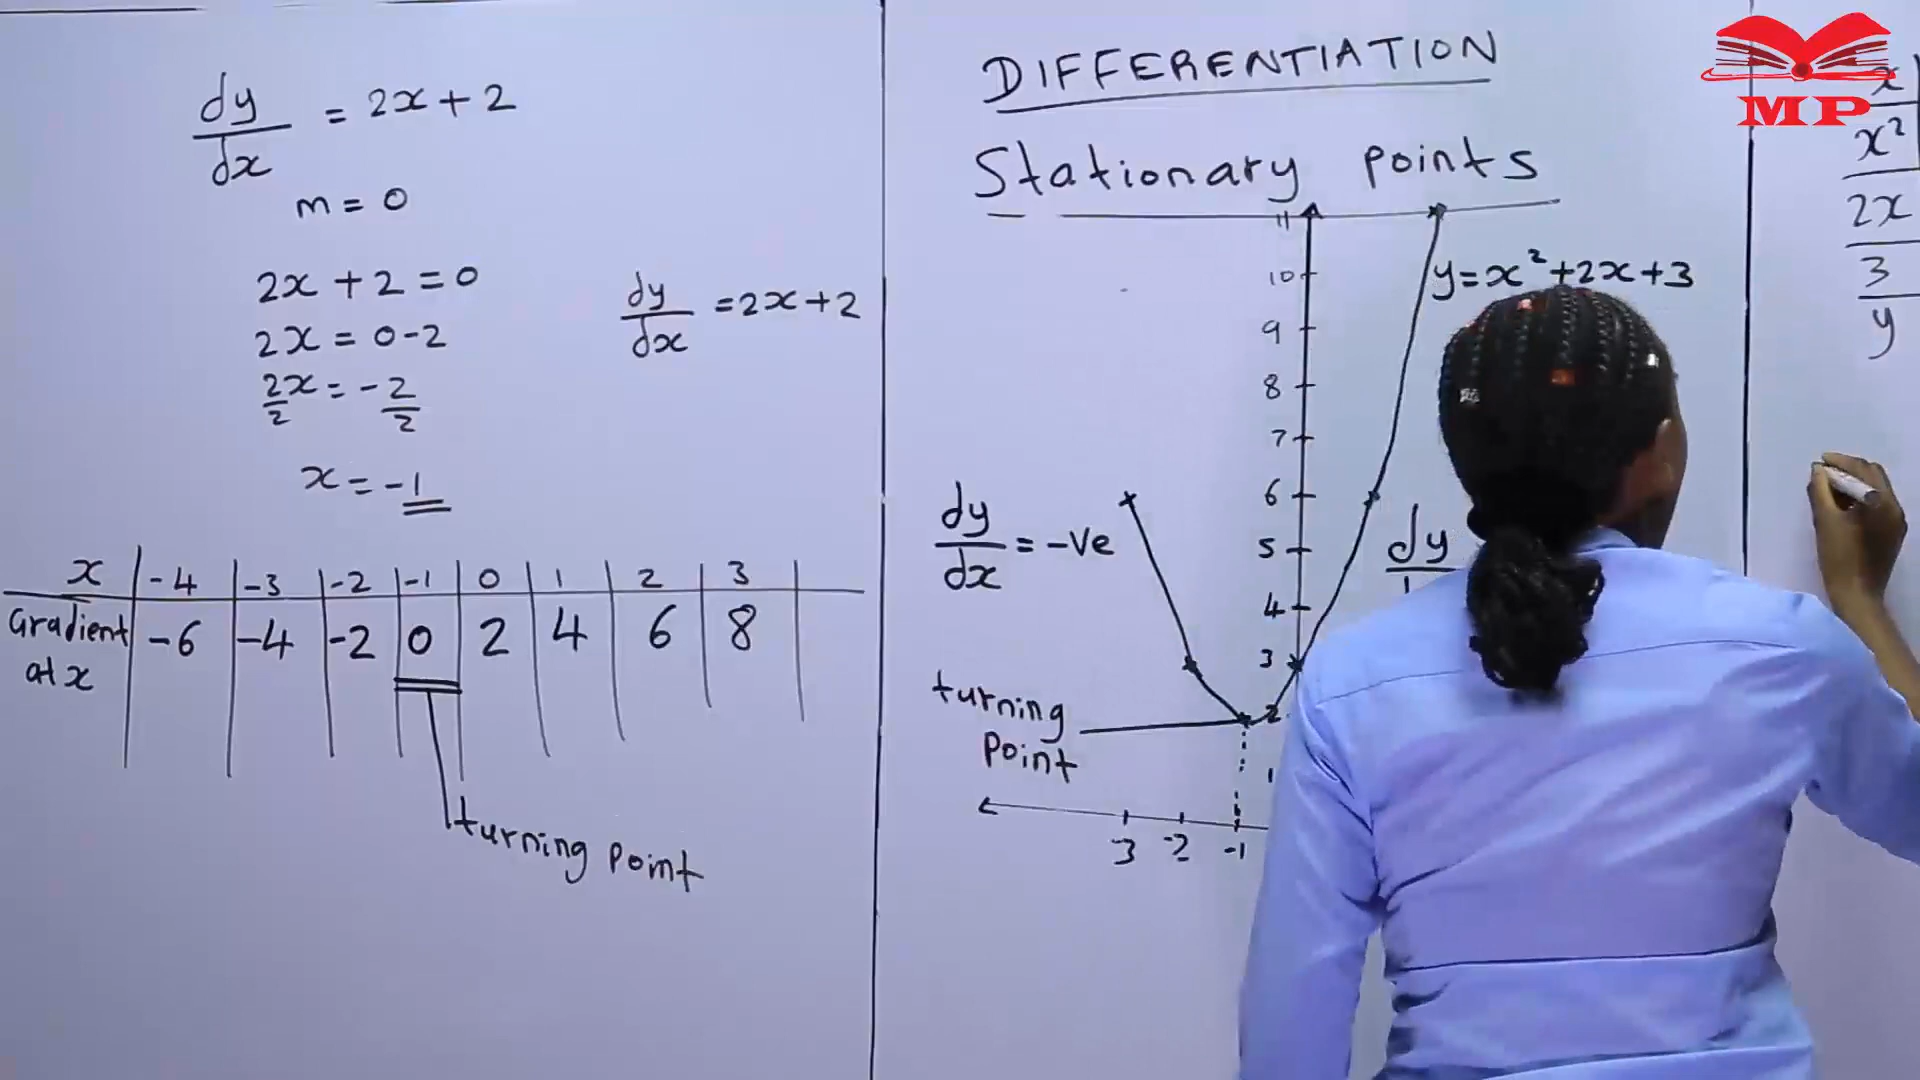 dy/dx = 2x + 2
m = 0
2x + 2 = 0
2x = 0 - 2
2x/2 = -2/2
x = -1
dy/dx = 2x + 2
x | -4 | -3 | -2 | -1 | 0 | 1 | 2 | 3
Gradient at x | -6 | -4 | -2 | 0 | 2 | 4 | 6 | 8
turning point
DIFFERENTIATION
Stationary points
11
10
9
8
7
6
5
4
3
2
1
y = x² + 2x + 3
dy/dx = -ve
dy
turning
point
-3 -2 -1
MP
x
x²
2x
3
y